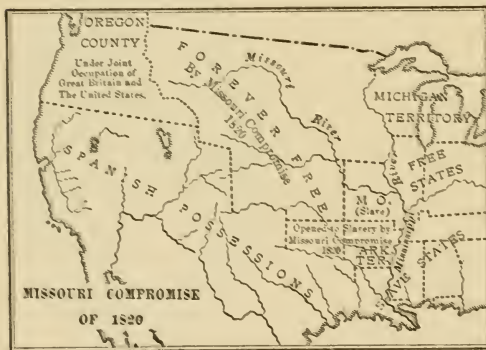 OREGON
COUNTY
Under Joint
Occupation of
Great Britain and
The United States.
FOREVER FREE
By Missouri Compromise
1820
Missouri
River
MICHIGAN
TERRITORY
FREE
STATES
River
Mississippi
SPANISH
POSSESSIONS
M O.
(Slave)
Opened to Slavery by
Missouri Compromise
1820
ARK
TER.
STATES
MISSOURI COMPROMISE
OF 1820